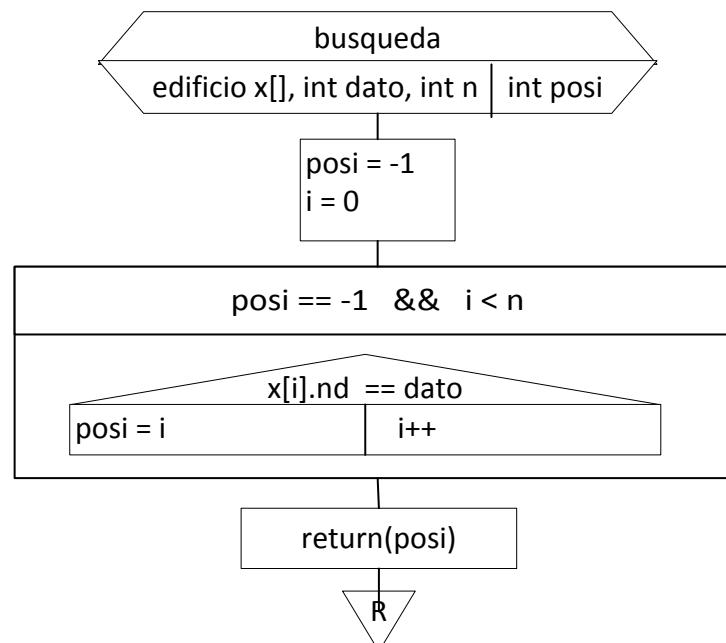 busqueda
edificio x[], int dato, int n | int posi
posi = -1
i = 0
posi == -1 && i < n
x[i].nd == dato
posi = i
i++
return(posi)
R